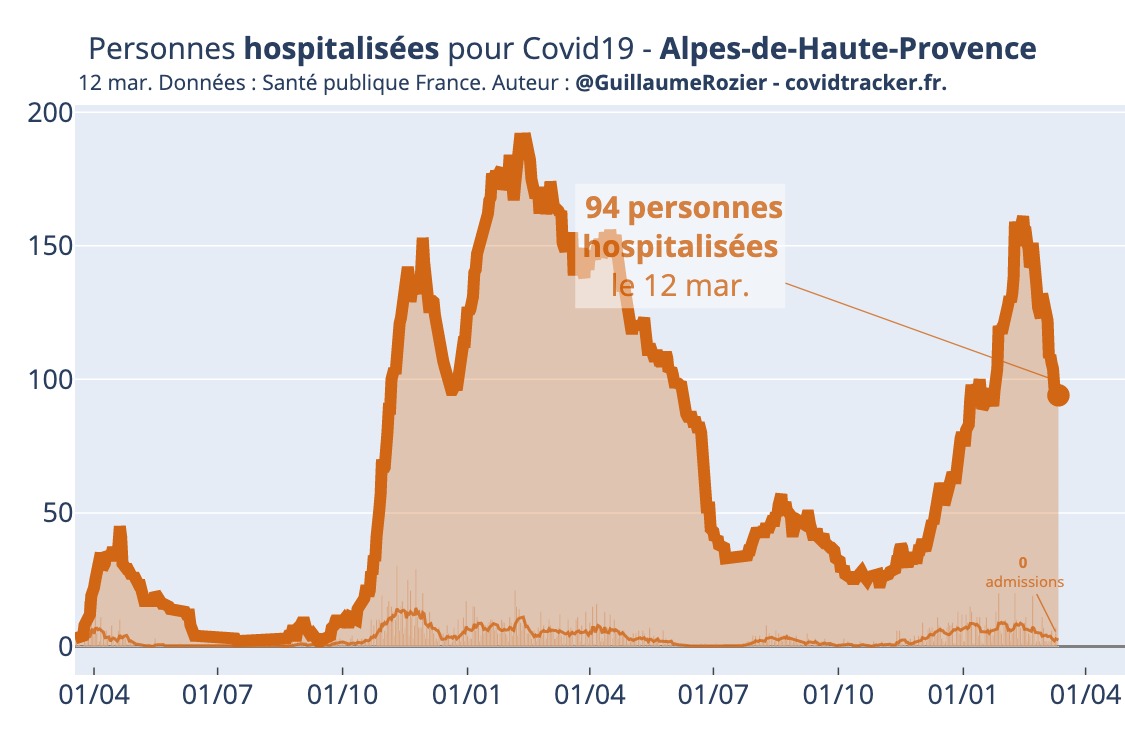 Personnes hospitalisées pour Covid19 - Alpes-de-Haute-Provence
12 mar. Données : Santé publique France. Auteur : @GuillaumeRozier - covidtracker.fr.
200
94 personnes
hospitalisées
le 12 mar.
150
100
50
0
admissions
0
01/04 01/07 01/10 01/01 01/04 01/07 01/10 01/01 01/04